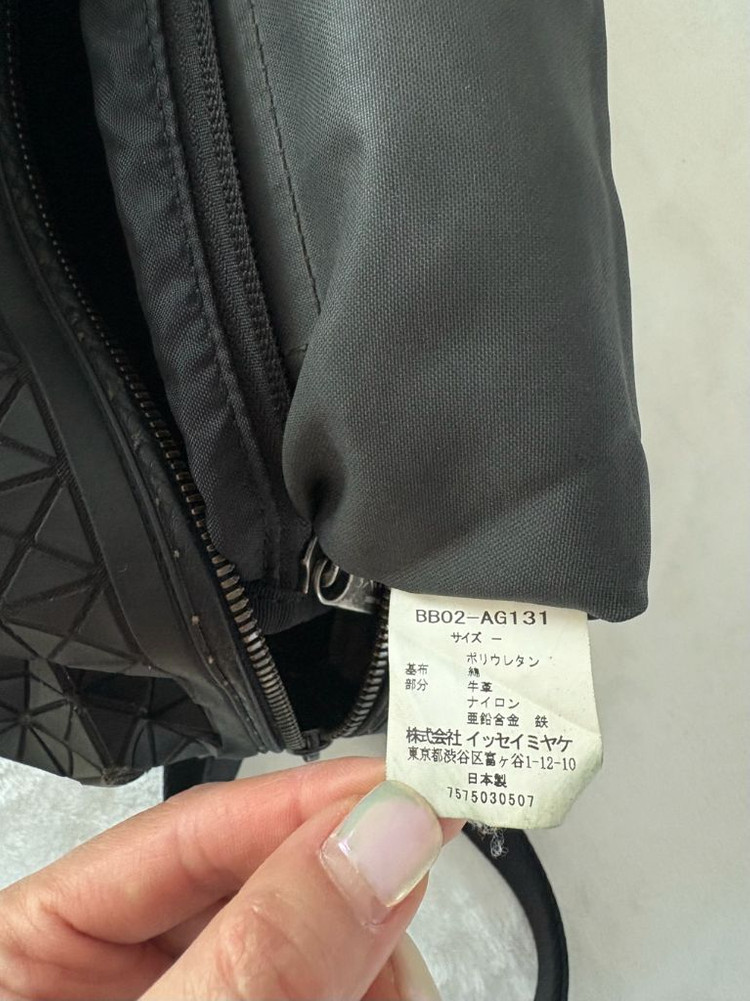 BB02-AG131
サイズ ー
ポリウレタン
基布 綿
部分 牛革
ナイロン
亜鉛合金 鉄
株式会社 イッセイミヤケ
東京都渋谷区富ヶ谷1-12-10
日本製
7575030507